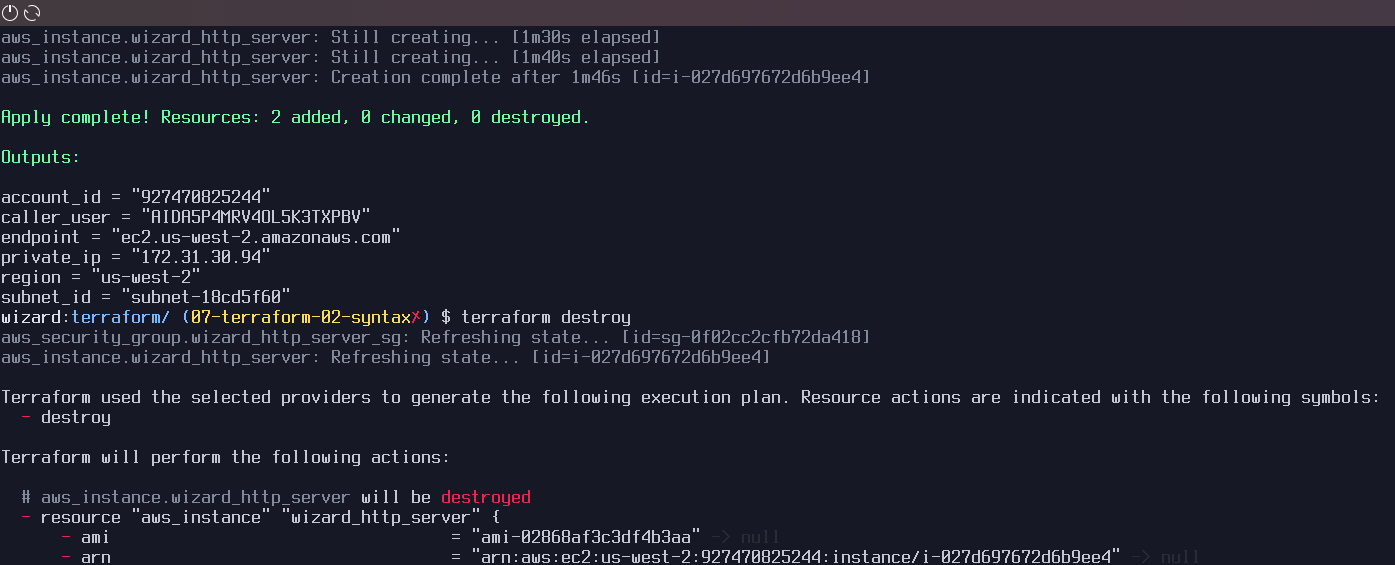 aws_instance.wizard_http_server: Still creating... [1m30s elapsed]
aws_instance.wizard_http_server: Still creating... [1m40s elapsed]
aws_instance.wizard_http_server: Creation complete after 1m46s [id=i-027d697672d6b9ee4]
Apply complete! Resources: 2 added, 0 changed, 0 destroyed.
Outputs:
account_id = "927470825244"
caller_user = "AIDA5P4MRV4OL5K3TXPBV"
endpoint = "ec2.us-west-2.amazonaws.com"
private_ip = "172.31.30.94"
region = "us-west-2"
subnet_id = "subnet-18cd5f60"
wizard:terraform/ (07-terraform-02-syntax✗) $ terraform destroy
aws_security_group.wizard_http_server_sg: Refreshing state... [id=sg-0f02cc2cfb72da418]
aws_instance.wizard_http_server: Refreshing state... [id=i-027d697672d6b9ee4]
Terraform used the selected providers to generate the following execution plan. Resource actions are indicated with the following symbols:
  - destroy
Terraform will perform the following actions:
  # aws_instance.wizard_http_server will be destroyed
  - resource "aws_instance" "wizard_http_server" {
      - ami                                  = "ami-02868af3c3df4b3aa" -> null
      - arn                                  = "arn:aws:ec2:us-west-2:927470825244:instance/i-027d697672d6b9ee4" -> null